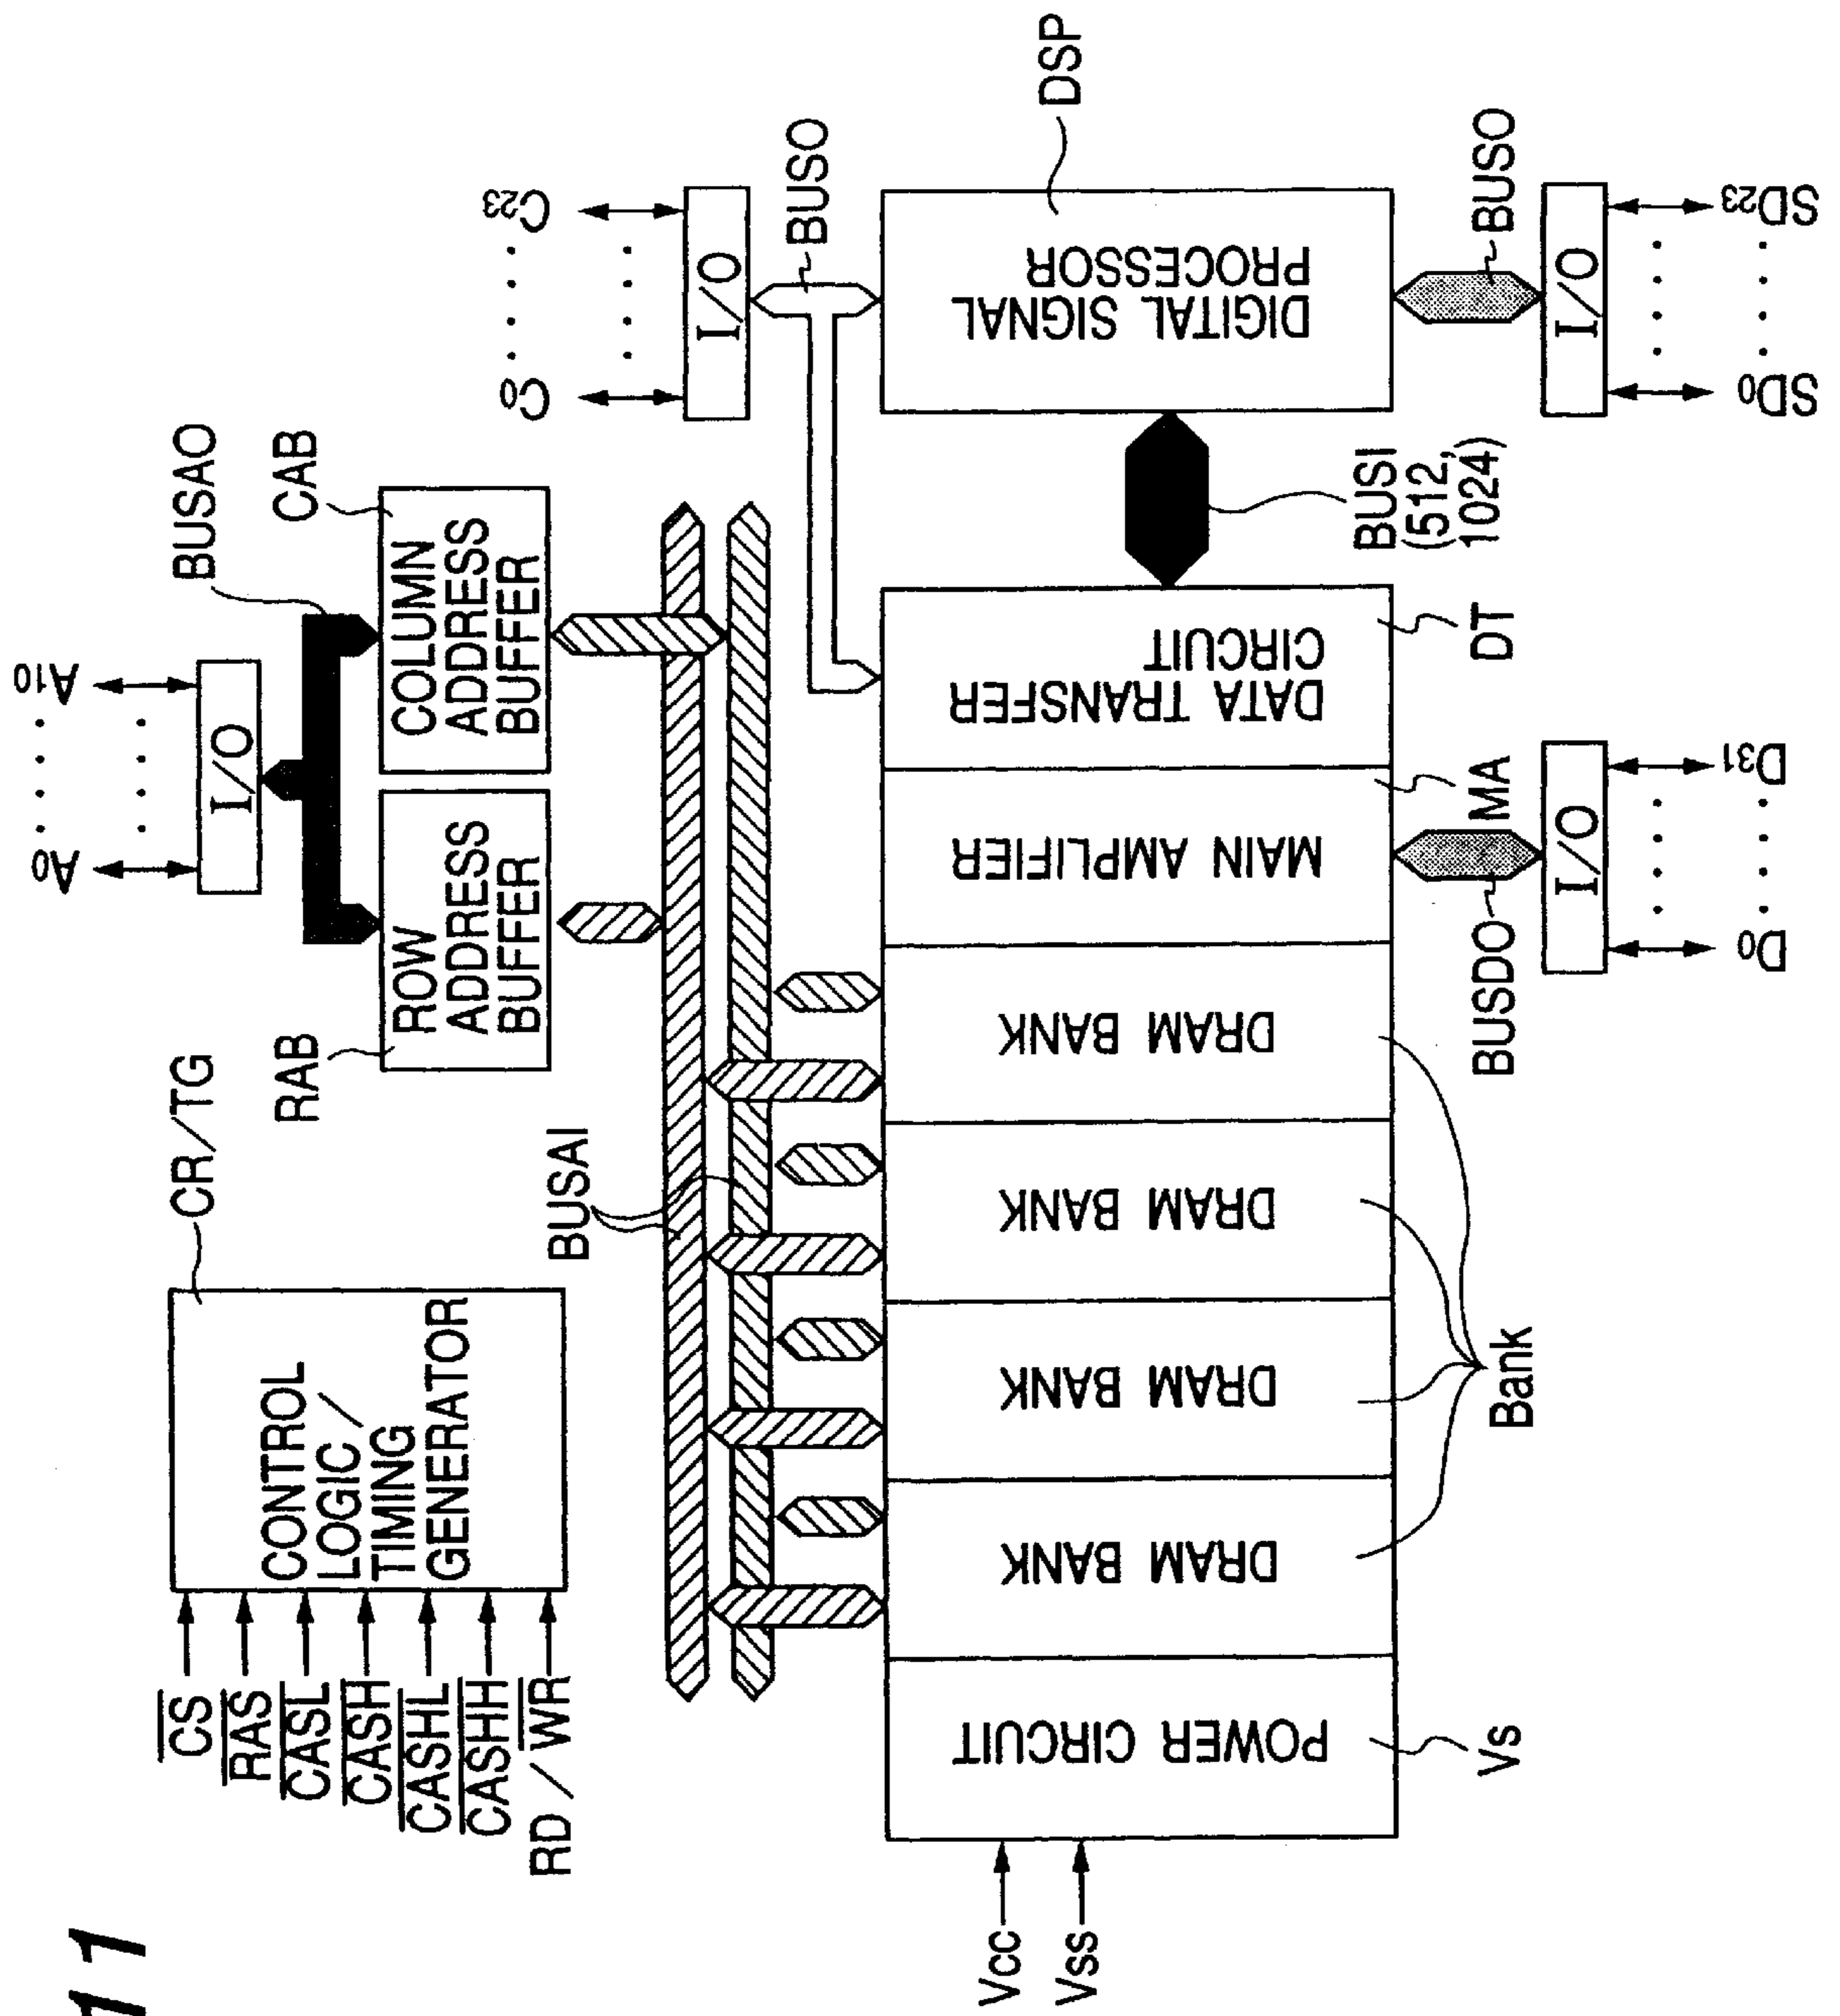 11
CS
RAS
CASL
CASH
CASHL
CASHH
RD / WR
CONTROL
LOGIC /
TIMING
GENERATOR
CR/TG
A0
A10
I/O
BUSAO
RAB
ROW
ADDRESS
BUFFER
COLUMN
ADDRESS
BUFFER
CAB
BUSAI
C0
C23
I/O
BUSO
Vcc
Vss
POWER CIRCUIT
DRAM BANK
DRAM BANK
DRAM BANK
DRAM BANK
MAIN AMPLIFIER
DATA TRANSFER
CIRCUIT
DIGITAL SIGNAL
PROCESSOR
DSP
BUSI
(512,
1024)
Vs
Bank
BUSDO
MA
DT
BUSO
I/O
D0
D31
I/O
SD0
SD23